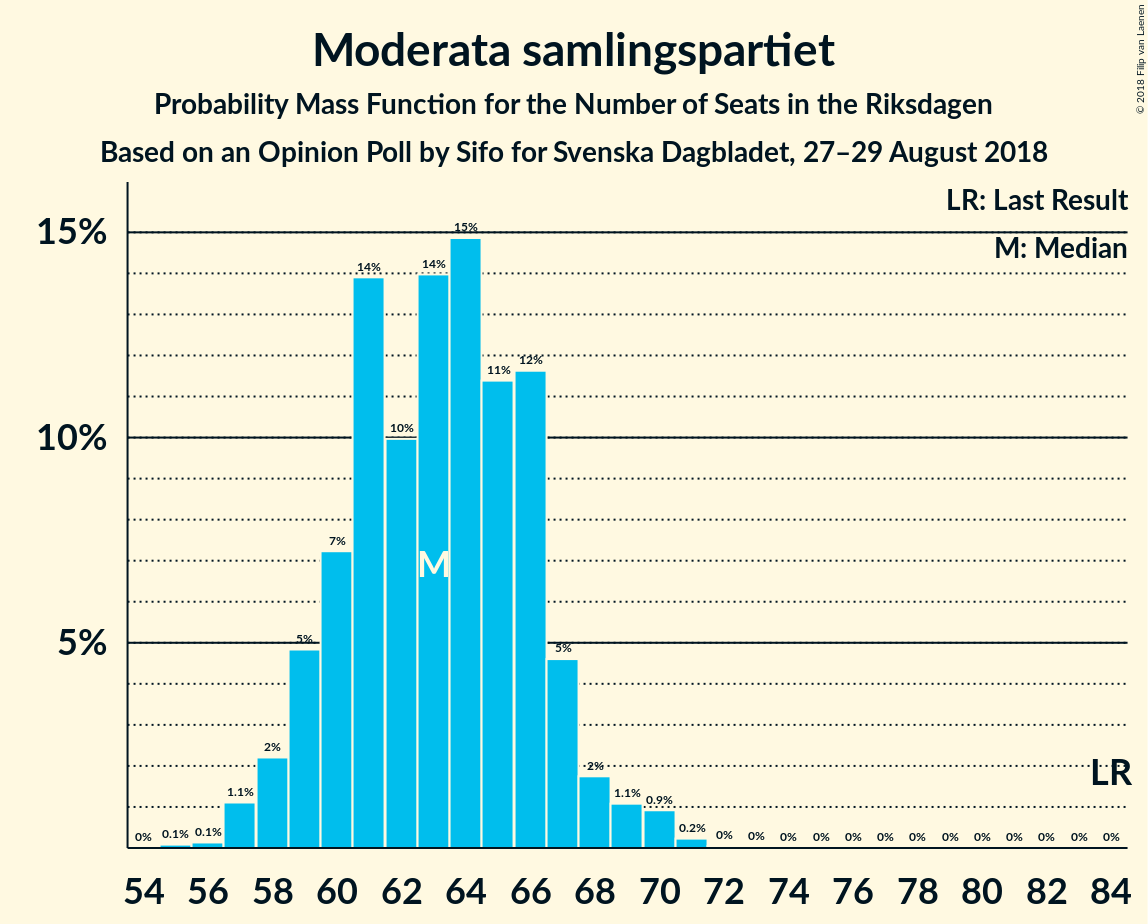 Moderata samlingspartiet
Probability Mass Function for the Number of Seats in the Riksdagen
Based on an Opinion Poll by Sifo for Svenska Dagbladet, 27–29 August 2018
© 2018 Filip van Laenen
LR: Last Result
M: Median
15%
10%
5%
0% 0.1% 0.1% 1.1% 2% 5% 7% 14% 10% 14% 15% 11% 12% 5% 2% 1.1% 0.9% 0.2% 0% 0% 0% 0% 0% 0% 0% 0% 0% 0% 0% 0% 0%
M
LR
54 56 58 60 62 64 66 68 70 72 74 76 78 80 82 84